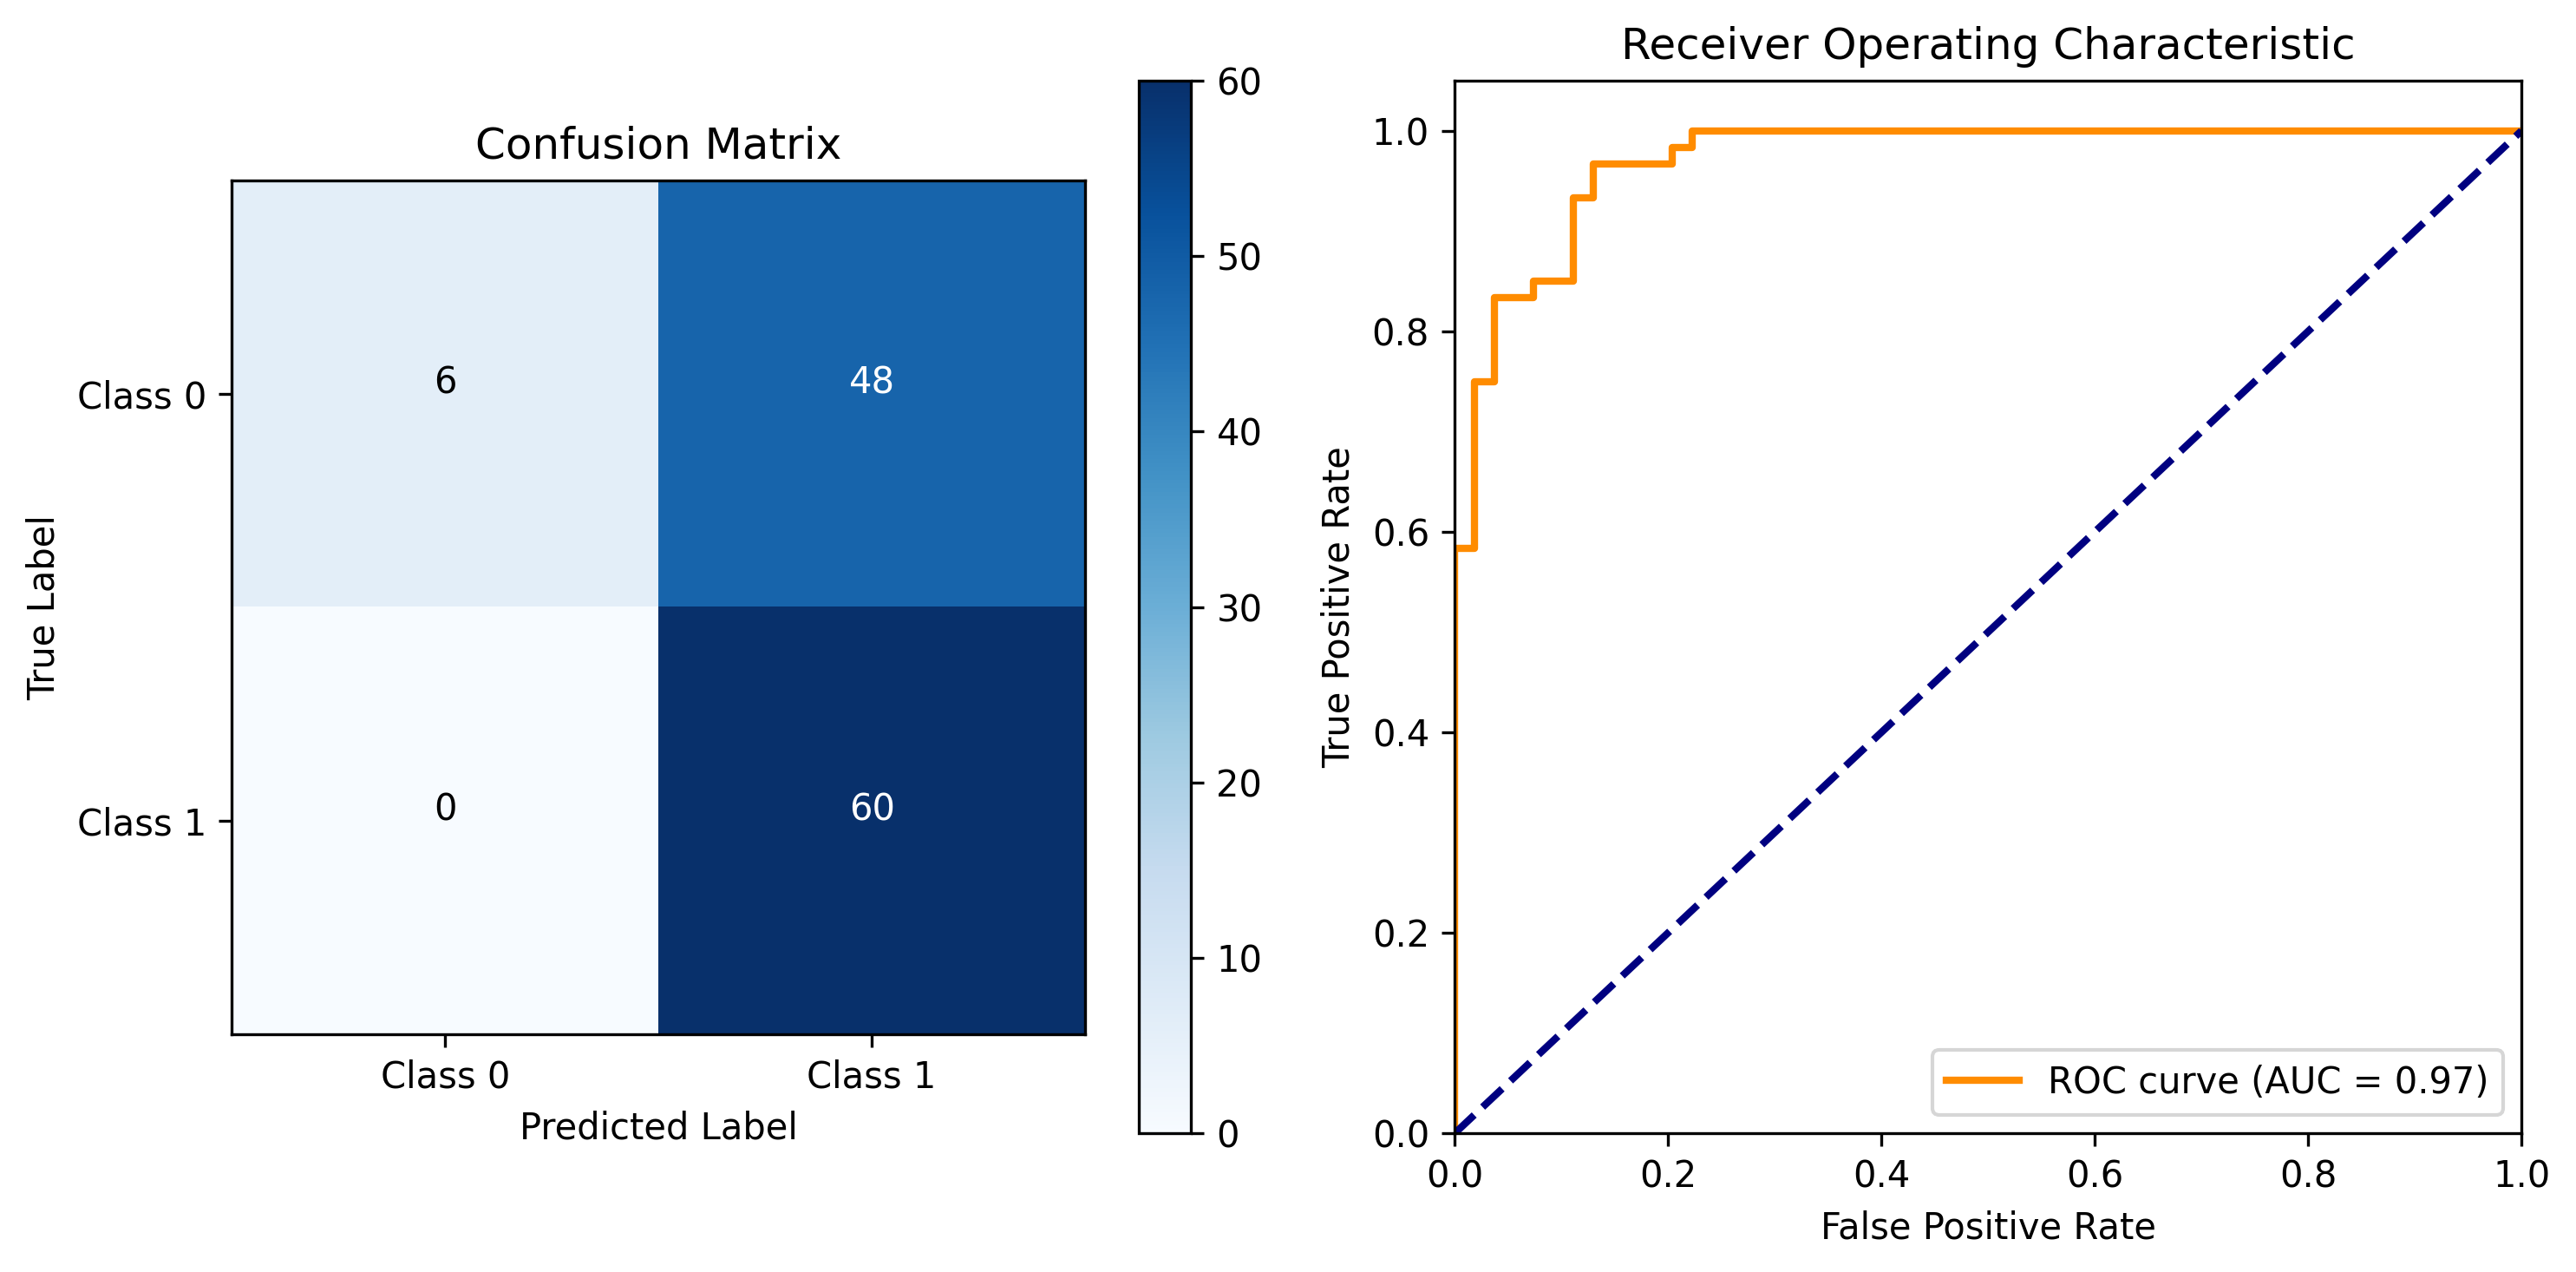 Confusion Matrix
True Label
Class 0
Class 1
6
48
0
60
Class 0
Class 1
Predicted Label
60
50
40
30
20
10
0
Receiver Operating Characteristic
True Positive Rate
1.0
0.8
0.6
0.4
0.2
0.0
ROC curve (AUC = 0.97)
0.0
0.2
0.4
0.6
0.8
1.0
False Positive Rate